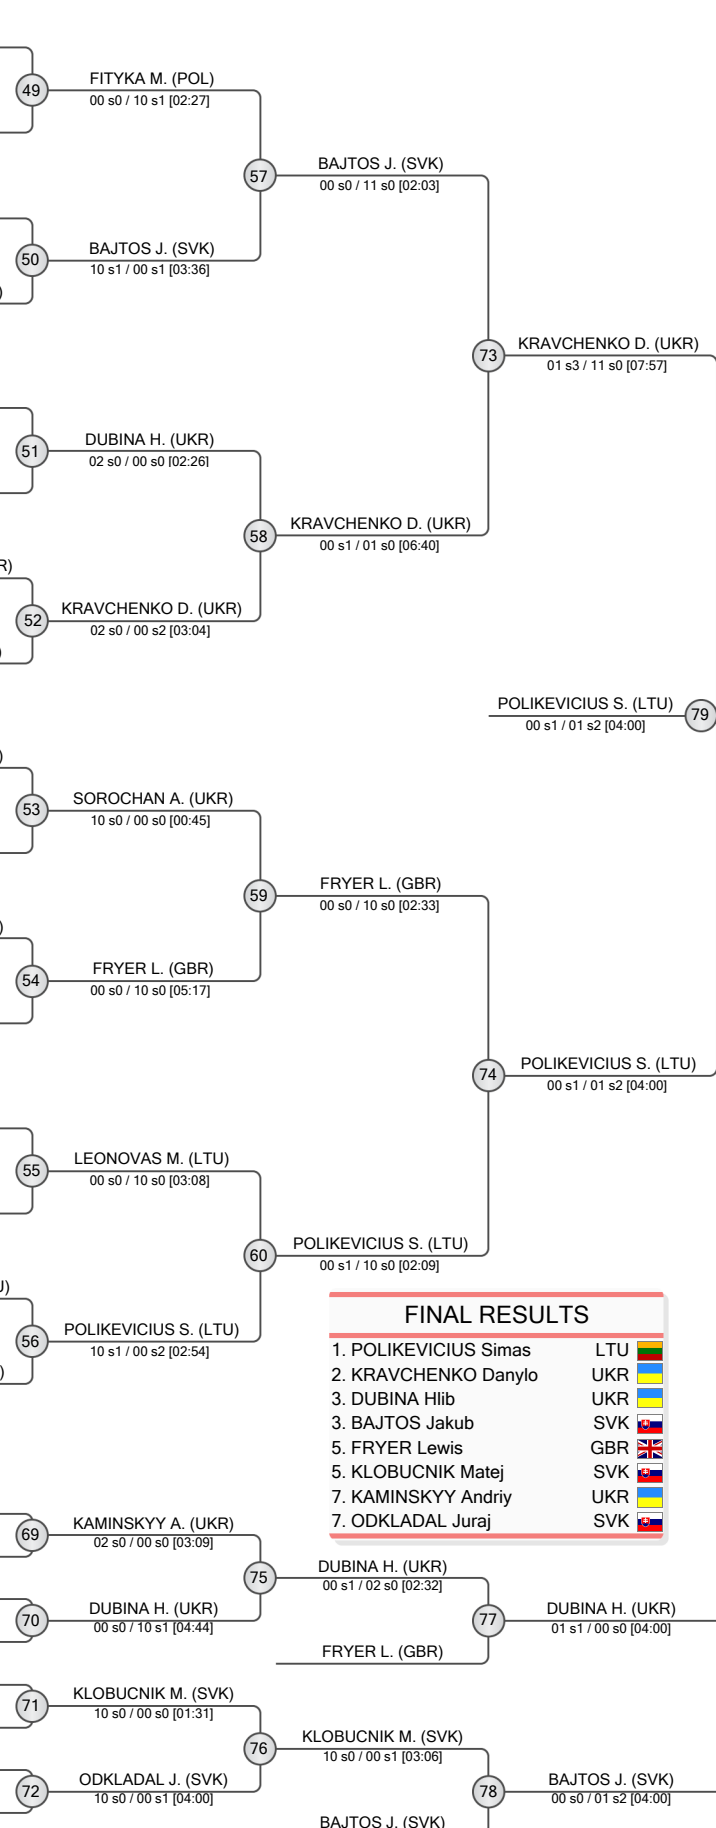 49
FITYKA M. (POL)
00 s0 / 10 s1 [02:27]
57
BAJTOS J. (SVK)
00 s0 / 11 s0 [02:03]
50
BAJTOS J. (SVK)
10 s1 / 00 s1 [03:36]
)
73
KRAVCHENKO D. (UKR)
01 s3 / 11 s0 [07:57]
51
DUBINA H. (UKR)
02 s0 / 00 s0 [02:26]
58
KRAVCHENKO D. (UKR)
00 s1 / 01 s0 [06:40]
R)
52
KRAVCHENKO D. (UKR)
02 s0 / 00 s2 [03:04]
)
POLIKEVICIUS S. (LTU)
79
00 s1 / 01 s2 [04:00]
)
53
SOROCHAN A. (UKR)
10 s0 / 00 s0 [00:45]
59
FRYER L. (GBR)
00 s0 / 10 s0 [02:33]
)
54
FRYER L. (GBR)
00 s0 / 10 s0 [05:17]
74
POLIKEVICIUS S. (LTU)
00 s1 / 01 s2 [04:00]
55
LEONOVAS M. (LTU)
00 s0 / 10 s0 [03:08]
60
POLIKEVICIUS S. (LTU)
00 s1 / 10 s0 [02:09]
U)
56
POLIKEVICIUS S. (LTU)
10 s1 / 00 s2 [02:54]
)
FINAL RESULTS
1. POLIKEVICIUS Simas LTU
2. KRAVCHENKO Danylo UKR
3. DUBINA Hlib UKR
3. BAJTOS Jakub SVK
5. FRYER Lewis GBR
5. KLOBUCNIK Matej SVK
7. KAMINSKYY Andriy UKR
7. ODKLADAL Juraj SVK
69
KAMINSKYY A. (UKR)
02 s0 / 00 s0 [03:09]
75
DUBINA H. (UKR)
00 s1 / 02 s0 [02:32]
70
DUBINA H. (UKR)
00 s0 / 10 s1 [04:44]
77
DUBINA H. (UKR)
01 s1 / 00 s0 [04:00]
FRYER L. (GBR)
71
KLOBUCNIK M. (SVK)
10 s0 / 00 s0 [01:31]
76
KLOBUCNIK M. (SVK)
10 s0 / 00 s1 [03:06]
72
ODKLADAL J. (SVK)
10 s0 / 00 s1 [04:00]
78
BAJTOS J. (SVK)
00 s0 / 01 s2 [04:00]
BAJTOS J. (SVK)